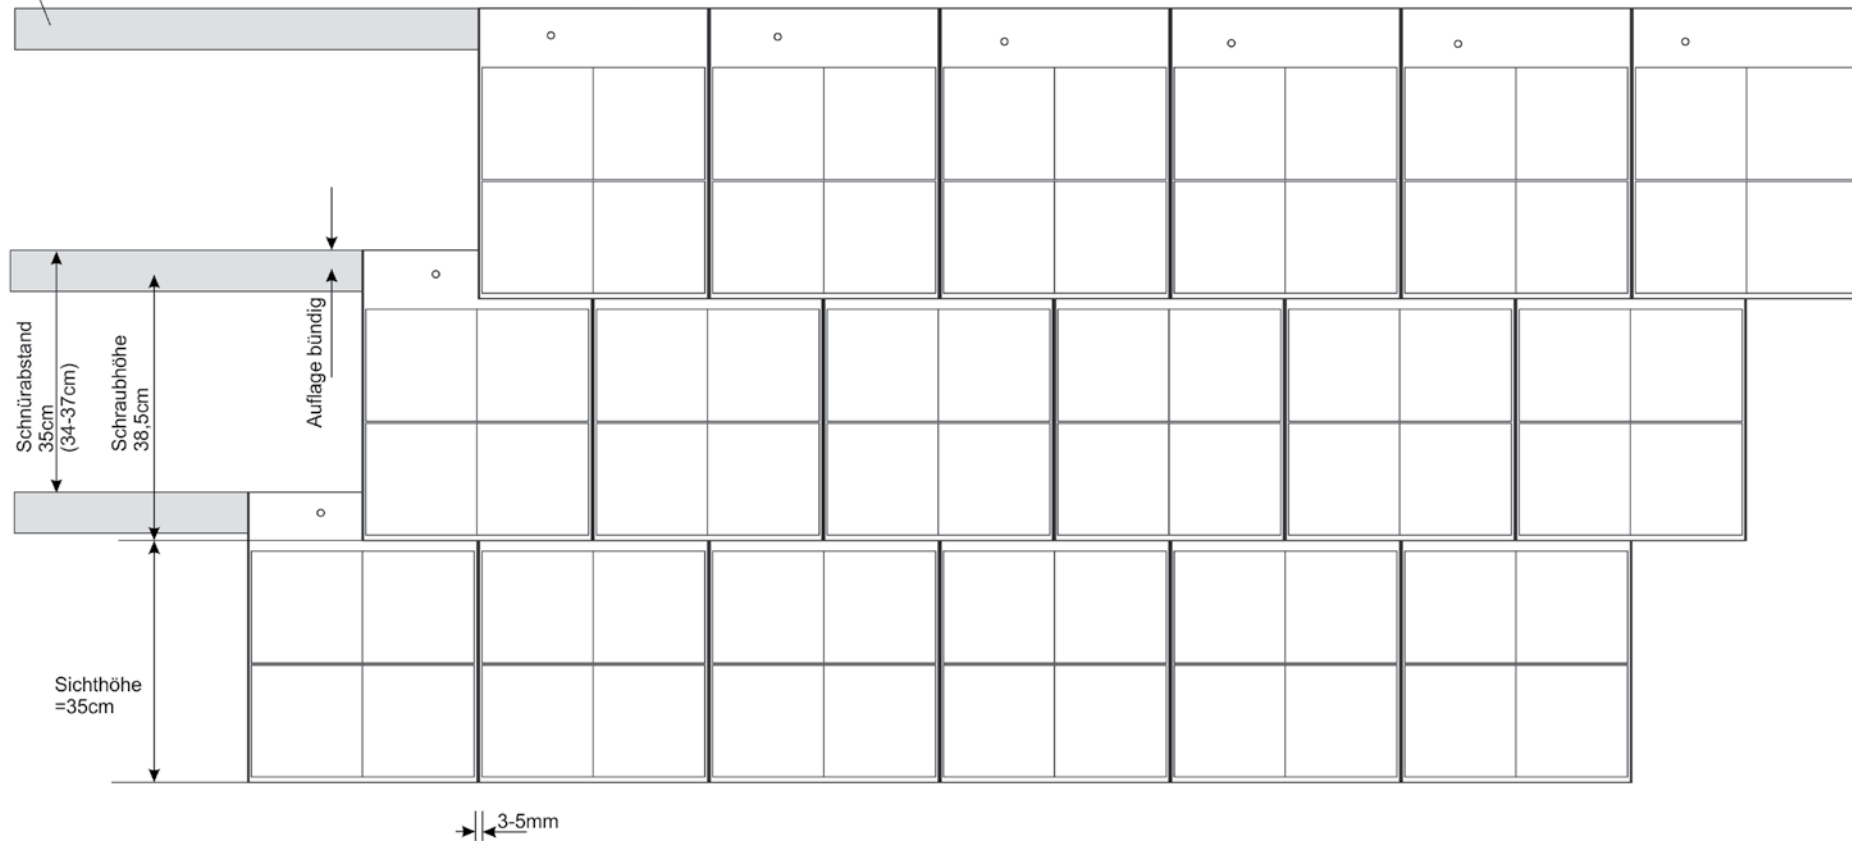 Schnürabstand
35cm
(34-37cm)
Schraubhöhe
38,5cm
Auflage bündig
Sichthöhe
=35cm
3-5mm